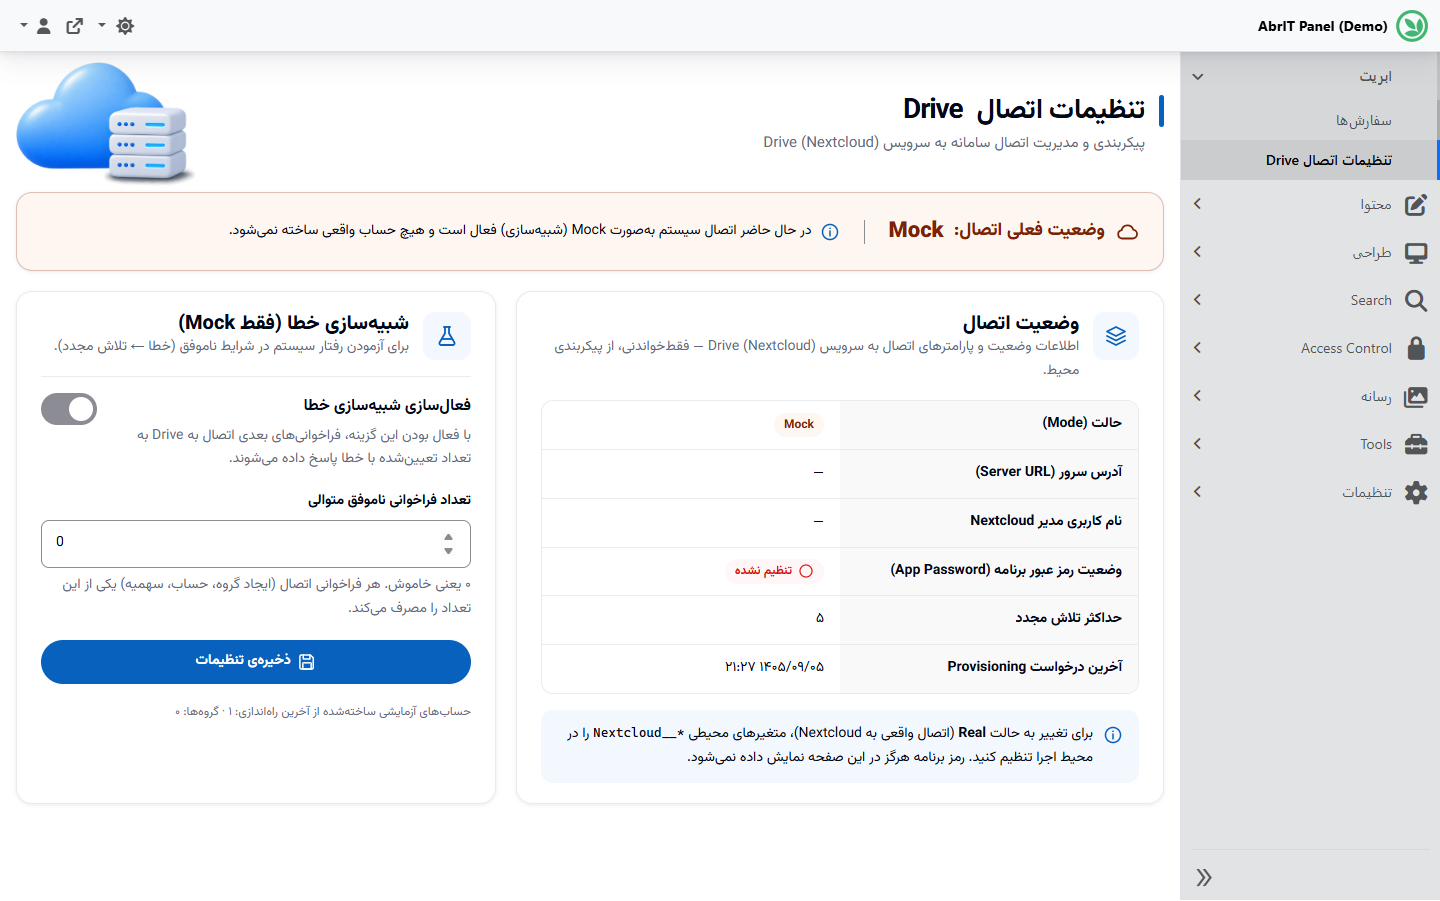 AbrIT Panel (Demo)
ابریت
سفارش‌ها
تنظیمات اتصال Drive
محتوا
طراحی
Search
Access Control
رسانه
Tools
تنظیمات
تنظیمات اتصال Drive
پیکربندی و مدیریت اتصال سامانه به سرویس Drive (Nextcloud)
وضعیت فعلی اتصال: Mock
در حال حاضر اتصال سیستم به‌صورت Mock (شبیه‌سازی) فعال است و هیچ حساب واقعی ساخته نمی‌شود.
وضعیت اتصال
اطلاعات وضعیت و پارامترهای اتصال به سرویس Drive (Nextcloud) — فقط‌خواندنی، از پیکربندی
محیط.
حالت (Mode)
Mock
آدرس سرور (Server URL)
—
نام کاربری مدیر Nextcloud
—
وضعیت رمز عبور برنامه (App Password)
تنظیم نشده
حداکثر تلاش مجدد
۵
آخرین درخواست Provisioning
۱۴۰۵/۰۹/۰۵ ۲۱:۲۷
برای تغییر به حالت Real (اتصال واقعی به Nextcloud)، متغیرهای محیطی Nextcloud__* را در
محیط اجرا تنظیم کنید. رمز برنامه هرگز در این صفحه نمایش داده نمی‌شود.
شبیه‌سازی خطا (فقط Mock)
برای آزمودن رفتار سیستم در شرایط ناموفق (خطا ← تلاش مجدد).
فعال‌سازی شبیه‌سازی خطا
با فعال بودن این گزینه، فراخوانی‌های بعدی اتصال به Drive به
تعداد تعیین‌شده با خطا پاسخ داده می‌شوند.
تعداد فراخوانی ناموفق متوالی
0
۰ یعنی خاموش. هر فراخوانی اتصال (ایجاد گروه، حساب، سهمیه) یکی از این
تعداد را مصرف می‌کند.
ذخیره‌ی تنظیمات
حساب‌های آزمایشی ساخته‌شده از آخرین راه‌اندازی: ۱ · گروه‌ها: ۰